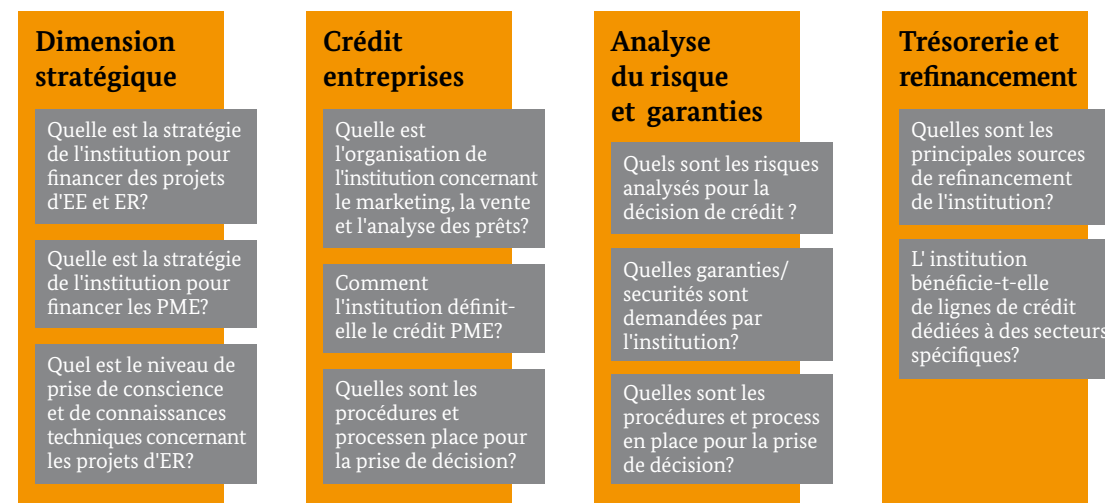 Dimension
stratégique
Quelle est la stratégie
de l'institution pour
financer des projets
d'EE et ER?
Quelle est la stratégie
de l'institution pour
financer les PME?
Quel est le niveau de
prise de conscience
et de connaissances
techniques concernant
les projets d'ER?
Crédit
entreprises
Quelle est
l'organisation de
l'institution concernant
le marketing, la vente
et l'analyse des prêts?
Comment
l'institution définit-
elle le crédit PME?
Quelles sont les
procédures et
processen place pour
la prise de décision?
Analyse
du risque
et garanties
Quels sont les risques
analysés pour la
décision de crédit ?
Quelles garanties/
securités sont
demandées par
l'institution?
Quelles sont les
procédures et process
en place pour la prise
de décision?
Trésorerie et
refinancement
Quelles sont les
principales sources
de refinancement
de l'institution?
L' institution
bénéficie-t-elle
de lignes de crédit
dédiées à des secteurs
spécifiques?